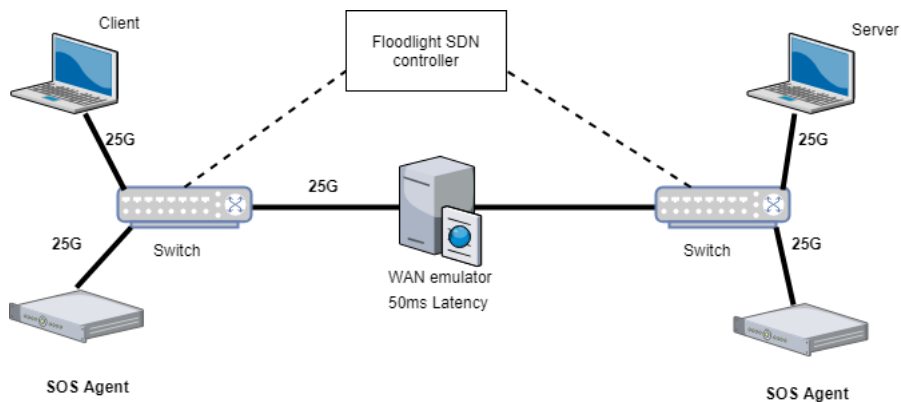 Client
Floodlight SDN
controller
Server
25G
25G
25G
25G
25G
Switch
Switch
WAN emulator
50ms Latency
SOS Agent
SOS Agent